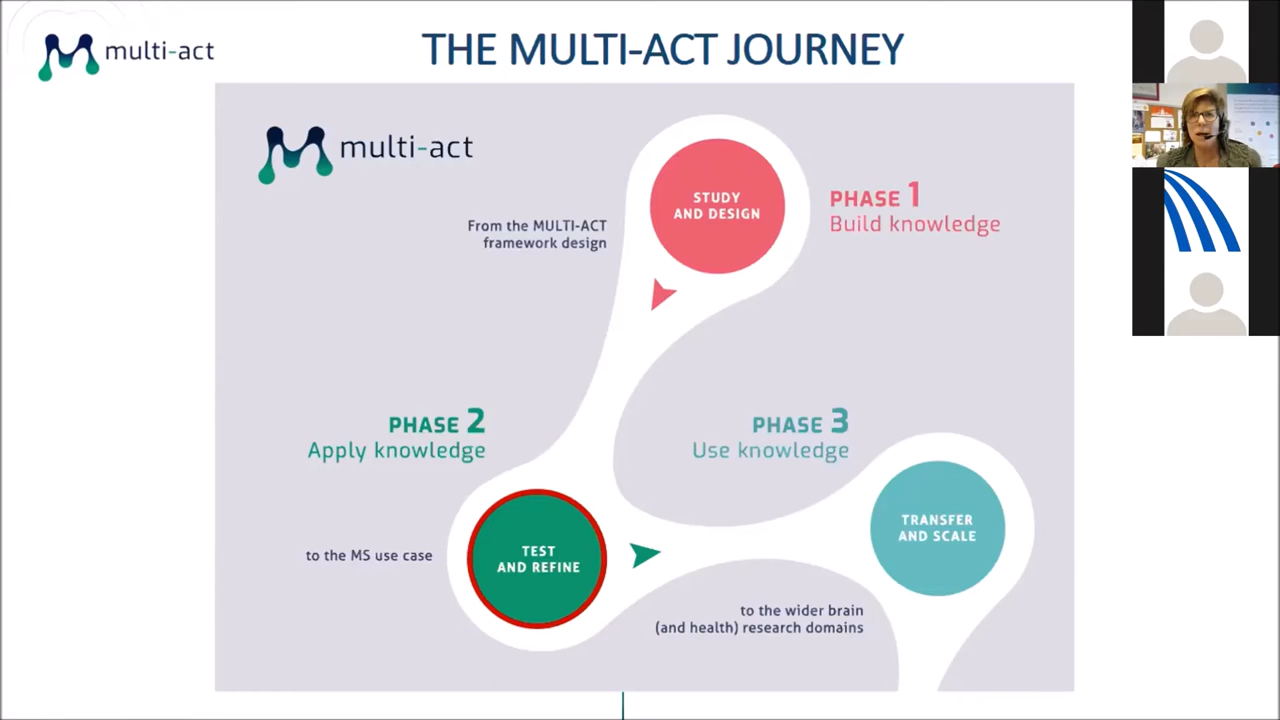 multi-act
THE MULTI-ACT JOURNEY
multi-act
STUDY
AND DESIGN
PHASE 1
Build knowledge
From the MULTI-ACT
framework design
PHASE 2
Apply knowledge
PHASE 3
Use knowledge
TEST
AND REFINE
to the MS use case
TRANSFER
AND SCALE
to the wider brain
(and health) research domains